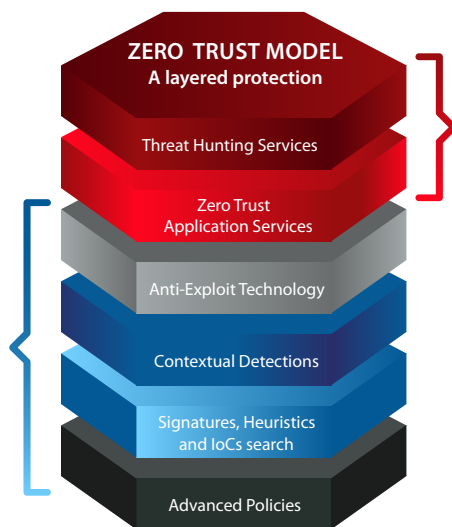 ZERO TRUST MODEL
A layered protection
Threat Hunting Services
Zero Trust
Application Services
Anti-Exploit Technology
Contextual Detections
Signatures, Heuristics
and IoCs search
Advanced Policies